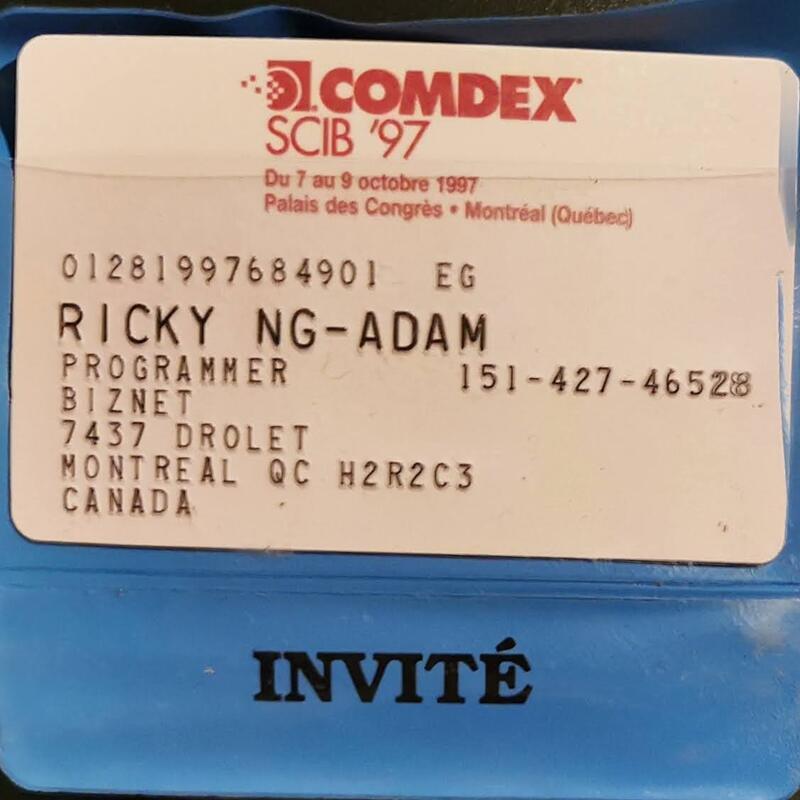 COMDEX
SCIB '97
Du 7 au 9 octobre 1997
Palais des Congrès • Montréal (Québec)
01281997684901 EG
RICKY NG-ADAM
PROGRAMMER 151-427-46528
BIZNET
7437 DROLET
MONTREAL QC H2R2C3
CANADA
INVITÉ